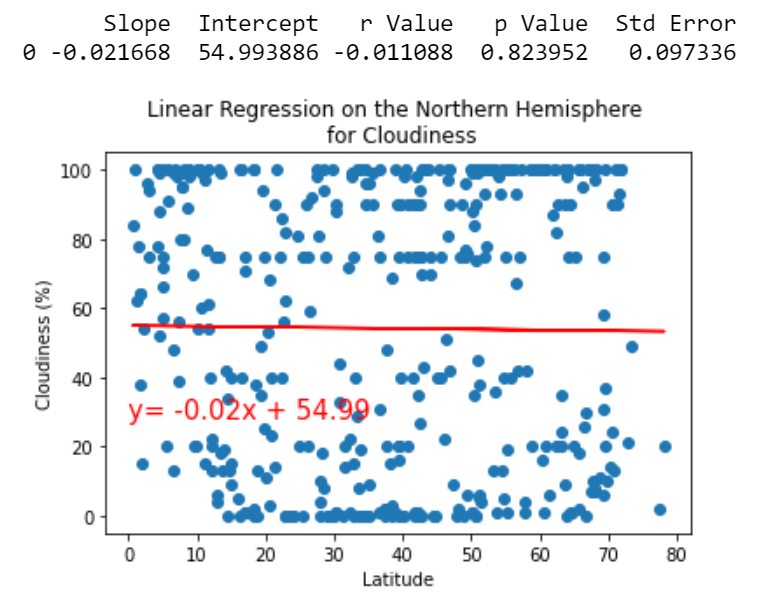 Slope Intercept r Value p Value Std Error
0 -0.021668 54.993886 -0.011088 0.823952 0.097336
Linear Regression on the Northern Hemisphere
for Cloudiness
100
80
60
40
20
0
Cloudiness (%)
y= -0.02x + 54.99
0 10 20 30 40 50 60 70 80
Latitude